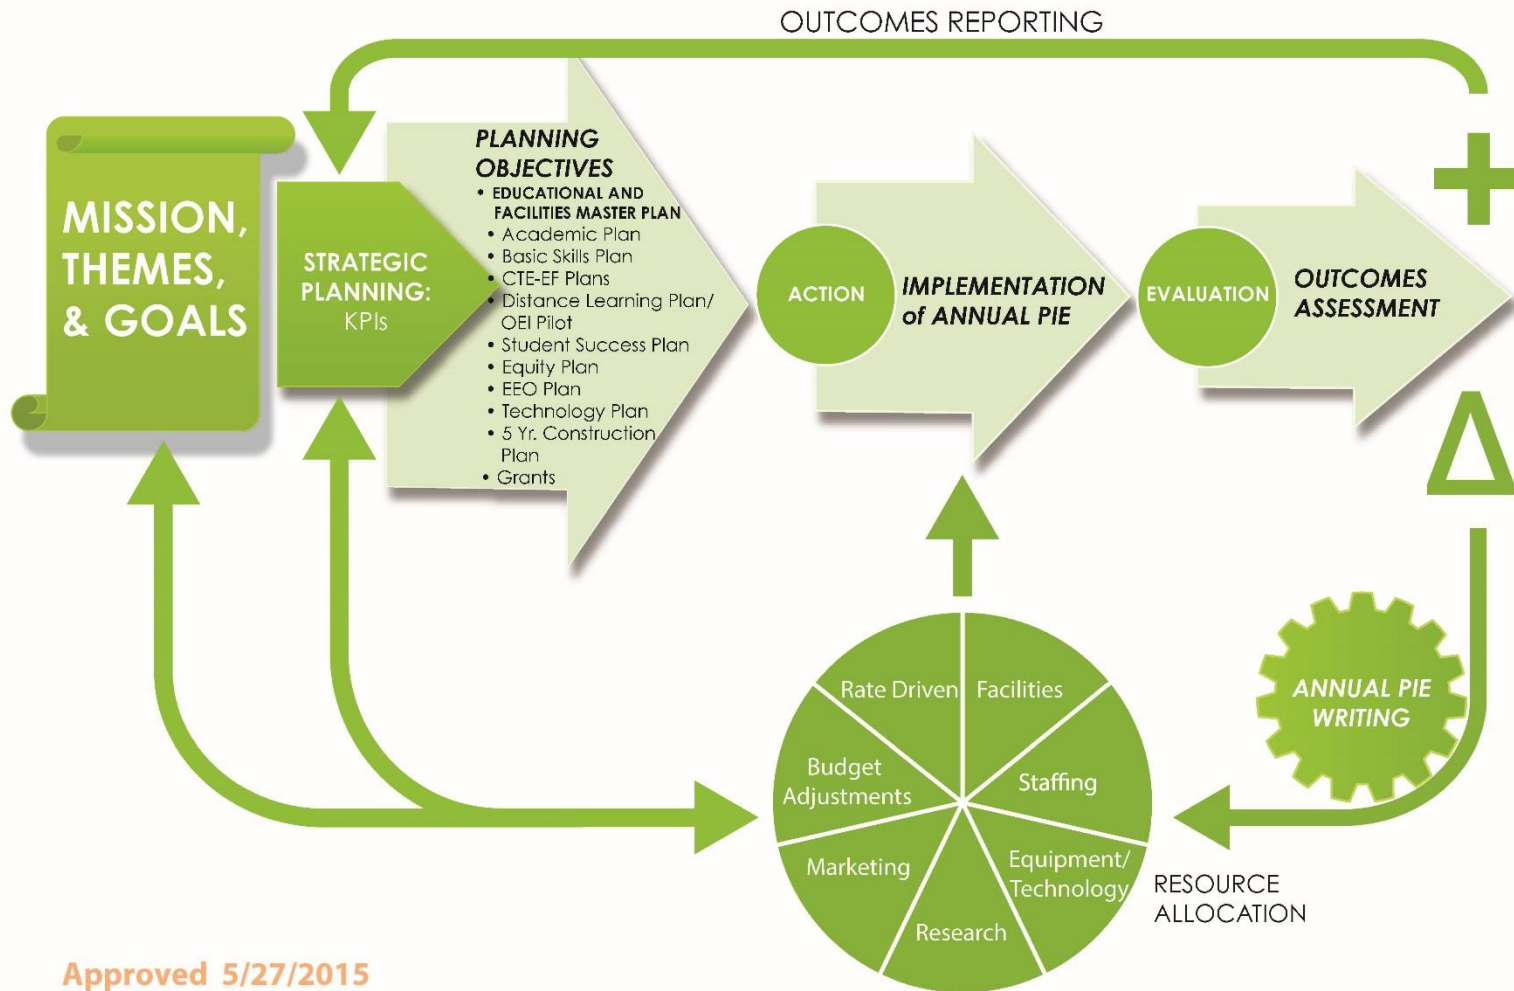 OUTCOMES REPORTING
MISSION,
THEMES,
& GOALS
STRATEGIC
PLANNING:
KPIs
PLANNING
OBJECTIVES
• EDUCATIONAL AND
FACILITIES MASTER PLAN
• Academic Plan
• Basic Skills Plan
• CTE-EF Plans
• Distance Learning Plan/
OEI Pilot
• Student Success Plan
• Equity Plan
• EEO Plan
• Technology Plan
• 5 Yr. Construction
Plan
• Grants
ACTION
IMPLEMENTATION
of ANNUAL PIE
EVALUATION
OUTCOMES
ASSESSMENT
+
Δ
ANNUAL PIE
WRITING
Rate Driven
Facilities
Budget
Adjustments
Staffing
Marketing
Equipment/
Technology
Research
RESOURCE
ALLOCATION
Approved 5/27/2015